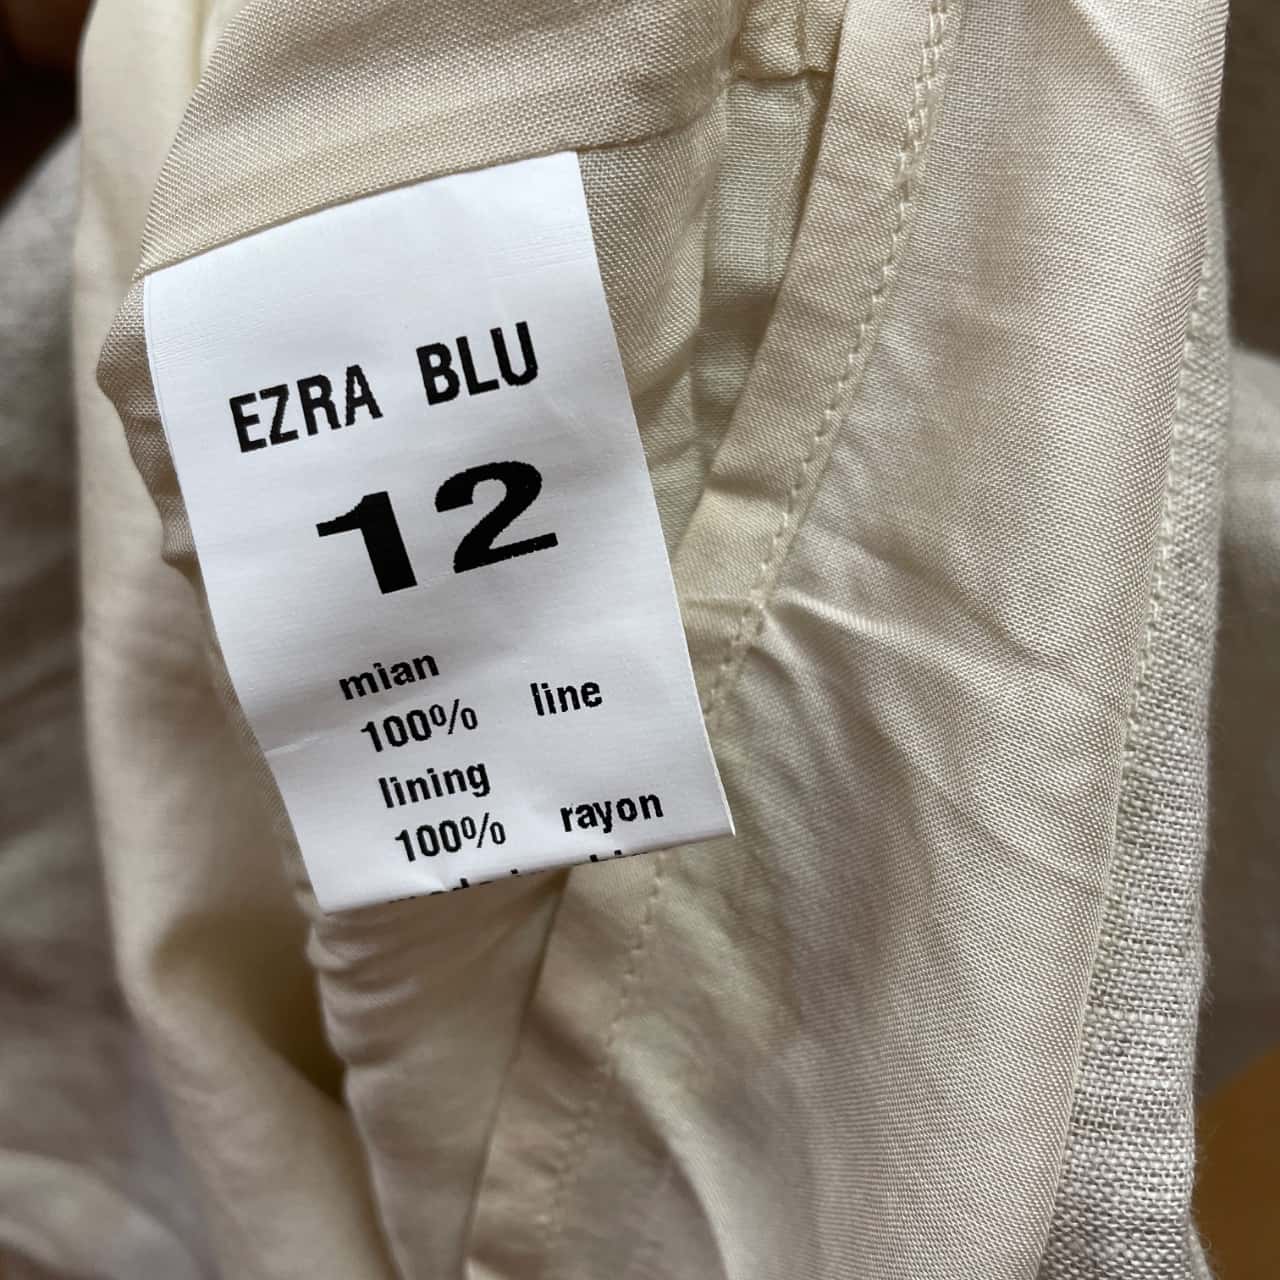 EZRA BLU
12
mian
100% line
lining
100% rayon